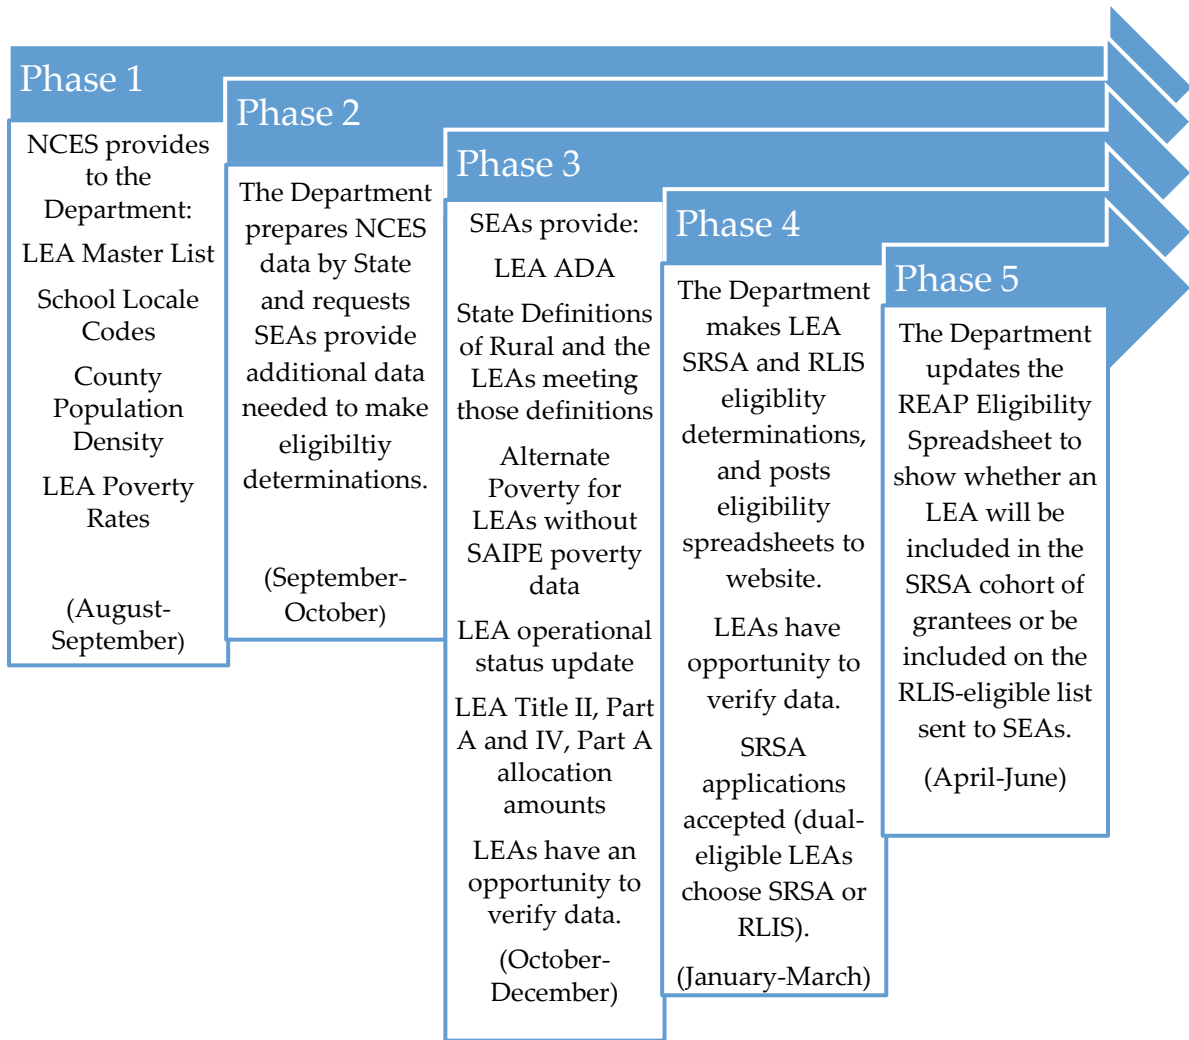 Phase 1
NCES provides
to the
Department:
LEA Master List
School Locale
Codes
County
Population
Density
LEA Poverty
Rates
(August-
September)
Phase 2
The Department
prepares NCES
data by State
and requests
SEAs provide
additional data
needed to make
eligibiltiy
determinations.
(September-
October)
Phase 3
SEAs provide:
LEA ADA
State Definitions
of Rural and the
LEAs meeting
those definitions
Alternate
Poverty for
LEAs without
SAIPE poverty
data
LEA operational
status update
LEA Title II, Part
A and IV, Part A
allocation
amounts
LEAs have an
opportunity to
verify data.
(October-
December)
Phase 4
The Department
makes LEA
SRSA and RLIS
eligiblity
determinations,
and posts
eligibility
spreadsheets to
website.
LEAs have
opportunity to
verify data.
SRSA
applications
accepted (dual-
eligible LEAs
choose SRSA or
RLIS).
(January-March)
Phase 5
The Department
updates the
REAP Eligibility
Spreadsheet to
show whether an
LEA will be
included in the
SRSA cohort of
grantees or be
included on the
RLIS-eligible list
sent to SEAs.
(April-June)